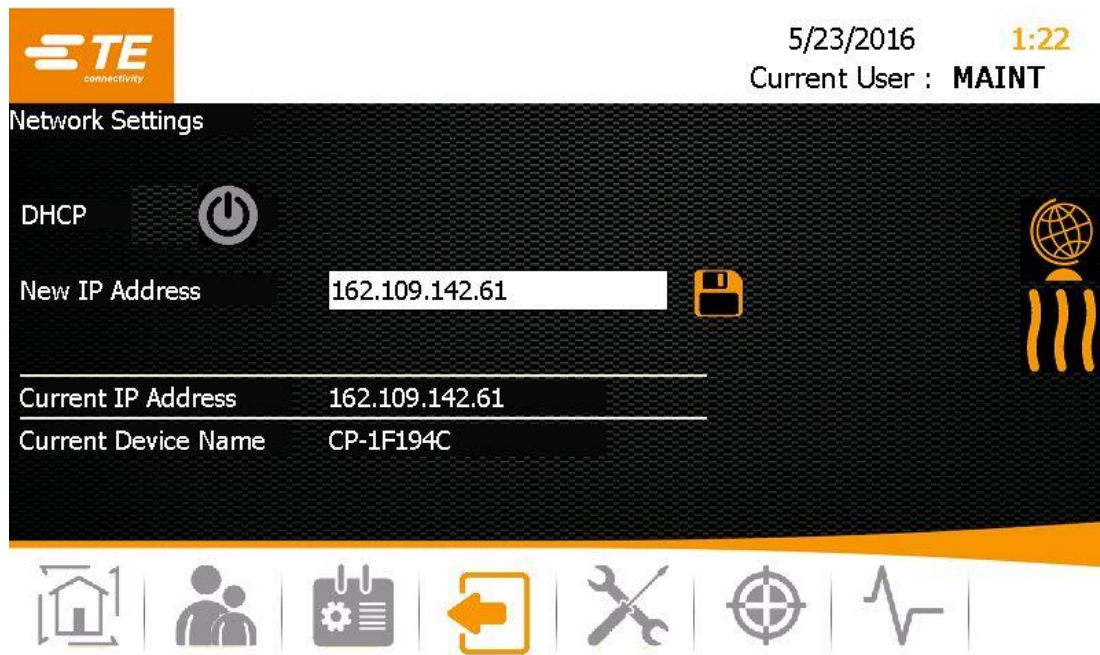 TE
connectivity
5/23/2016 1:22
Current User : MAINT
Network Settings
DHCP
New IP Address 162.109.142.61
Current IP Address 162.109.142.61
Current Device Name CP-1F194C